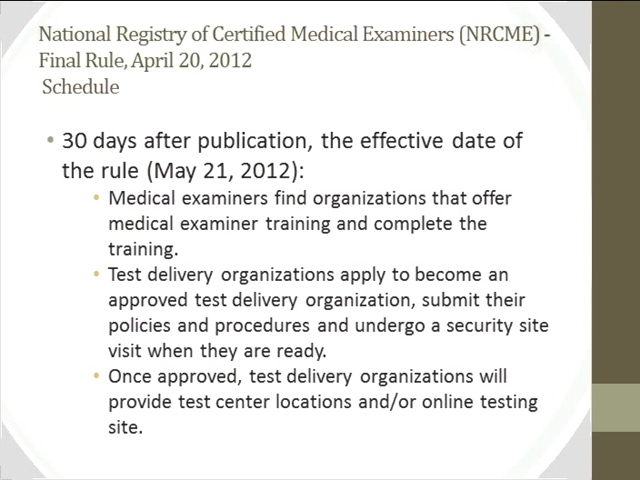 National Registry of Certified Medical Examiners (NRCME) -
Final Rule, April 20, 2012
Schedule
• 30 days after publication, the effective date of
the rule (May 21, 2012):
• Medical examiners find organizations that offer
medical examiner training and complete the
training.
• Test delivery organizations apply to become an
approved test delivery organization, submit their
policies and procedures and undergo a security site
visit when they are ready.
• Once approved, test delivery organizations will
provide test center locations and/or online testing
site.